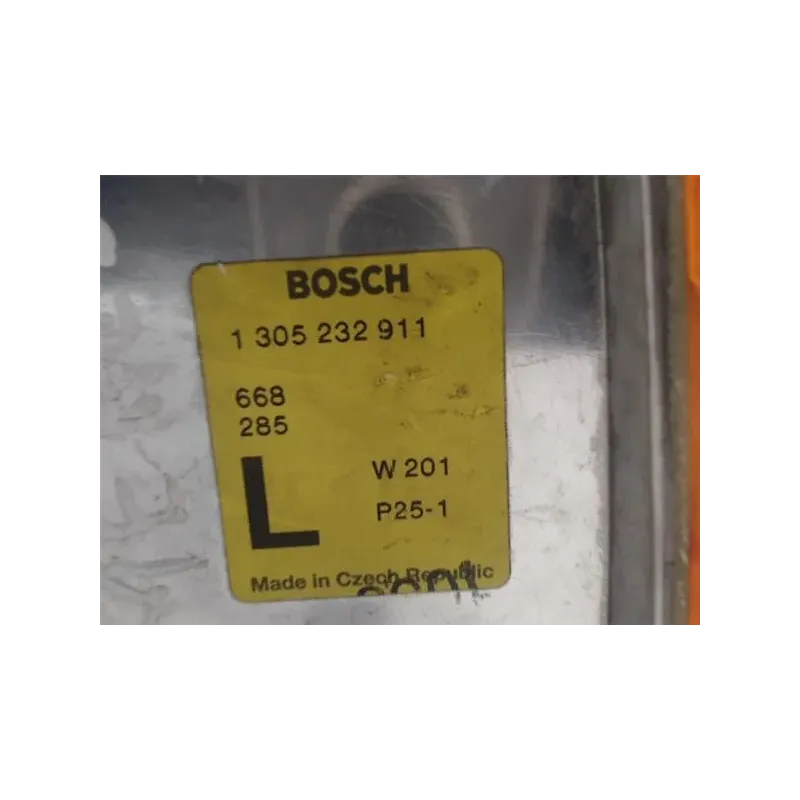 BOSCH
1 305 232 911
668
285
L
W 201
P25-1
Made in Czech Republic